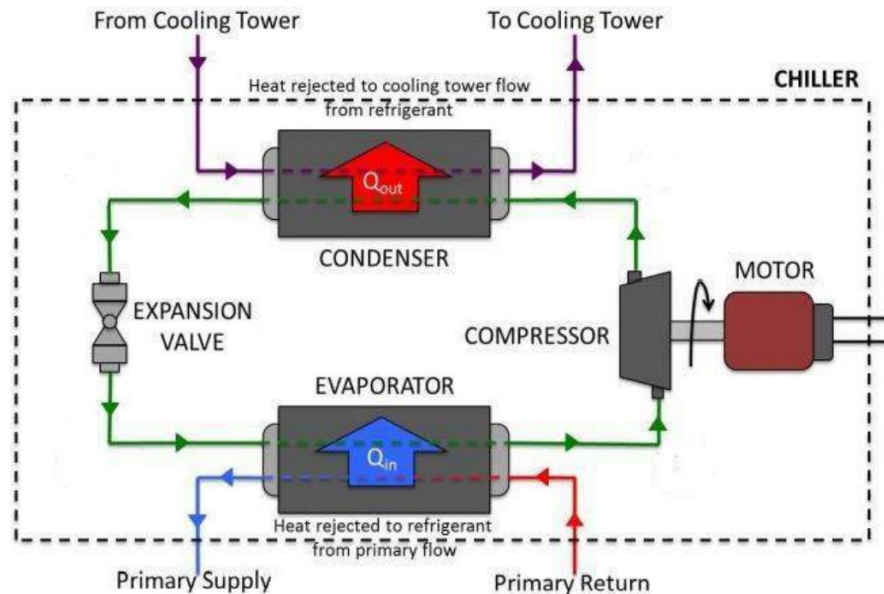 From Cooling Tower
To Cooling Tower
Heat rejected to cooling tower flow
from refrigerant
CHILLER
Qout
CONDENSER
MOTOR
EXPANSION
VALVE
COMPRESSOR
EVAPORATOR
Qin
Heat rejected to refrigerant
from primary flow
Primary Supply
Primary Return